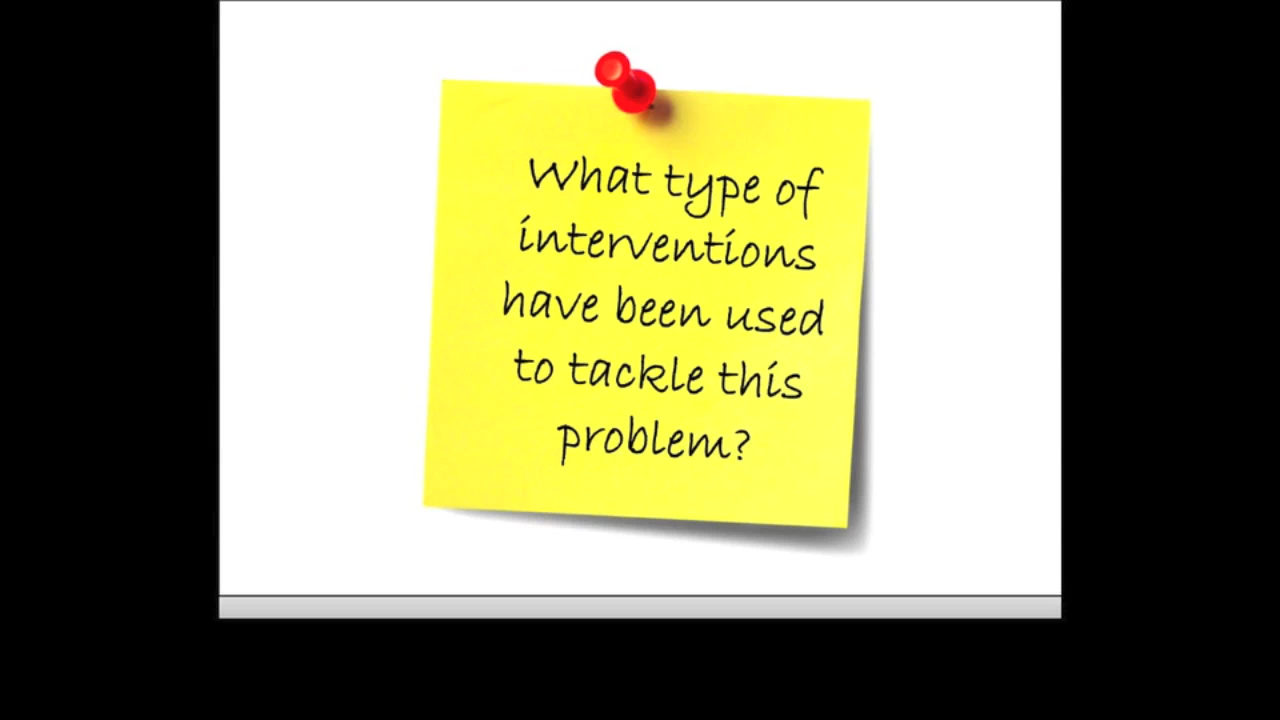 What type of
interventions
have been used
to tackle this
problem?